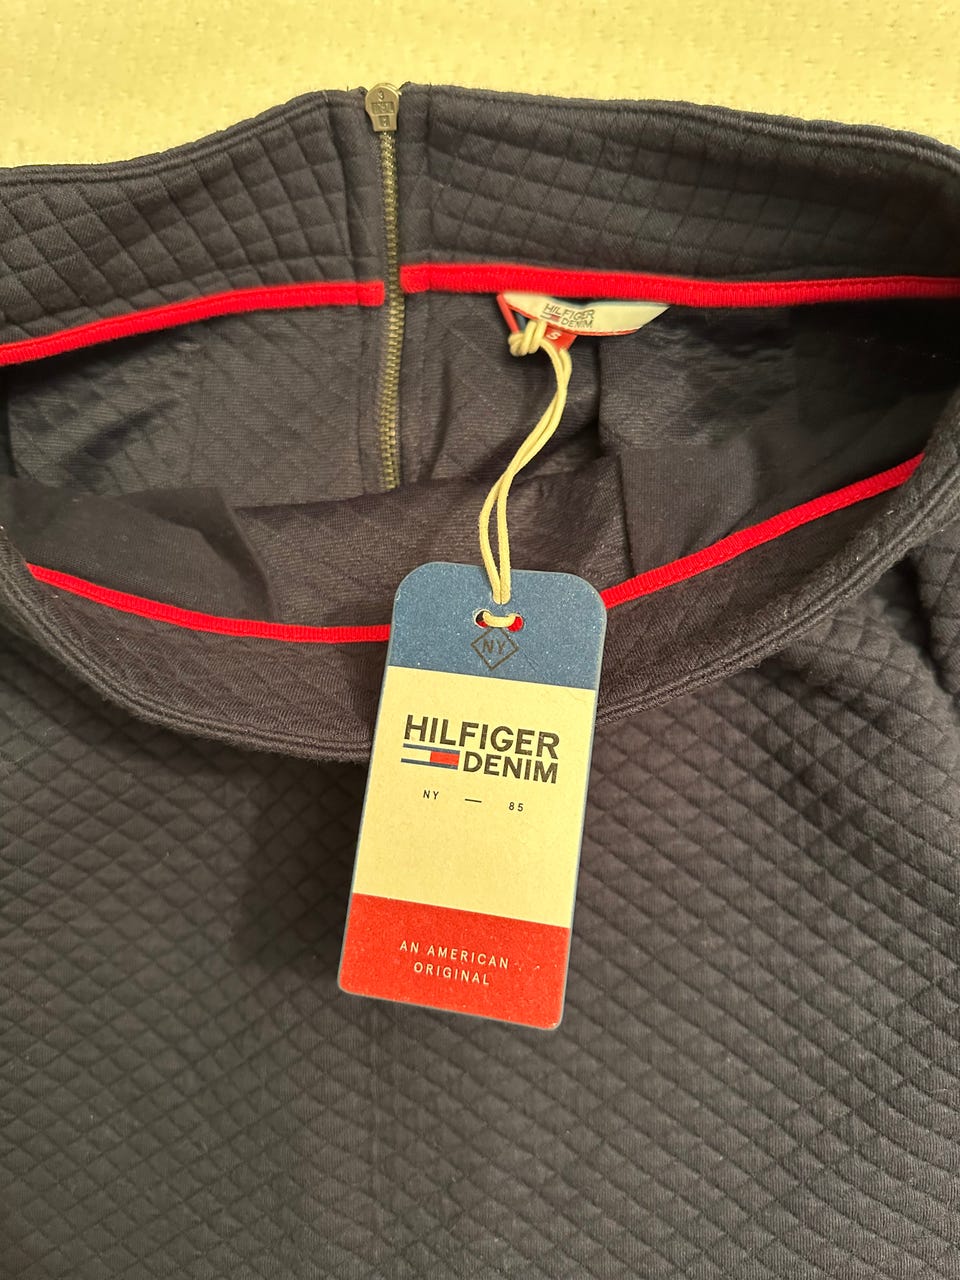 HILFIGER
DENIM
S
NY
HILFIGER
DENIM
NY — 85
AN AMERICAN
ORIGINAL